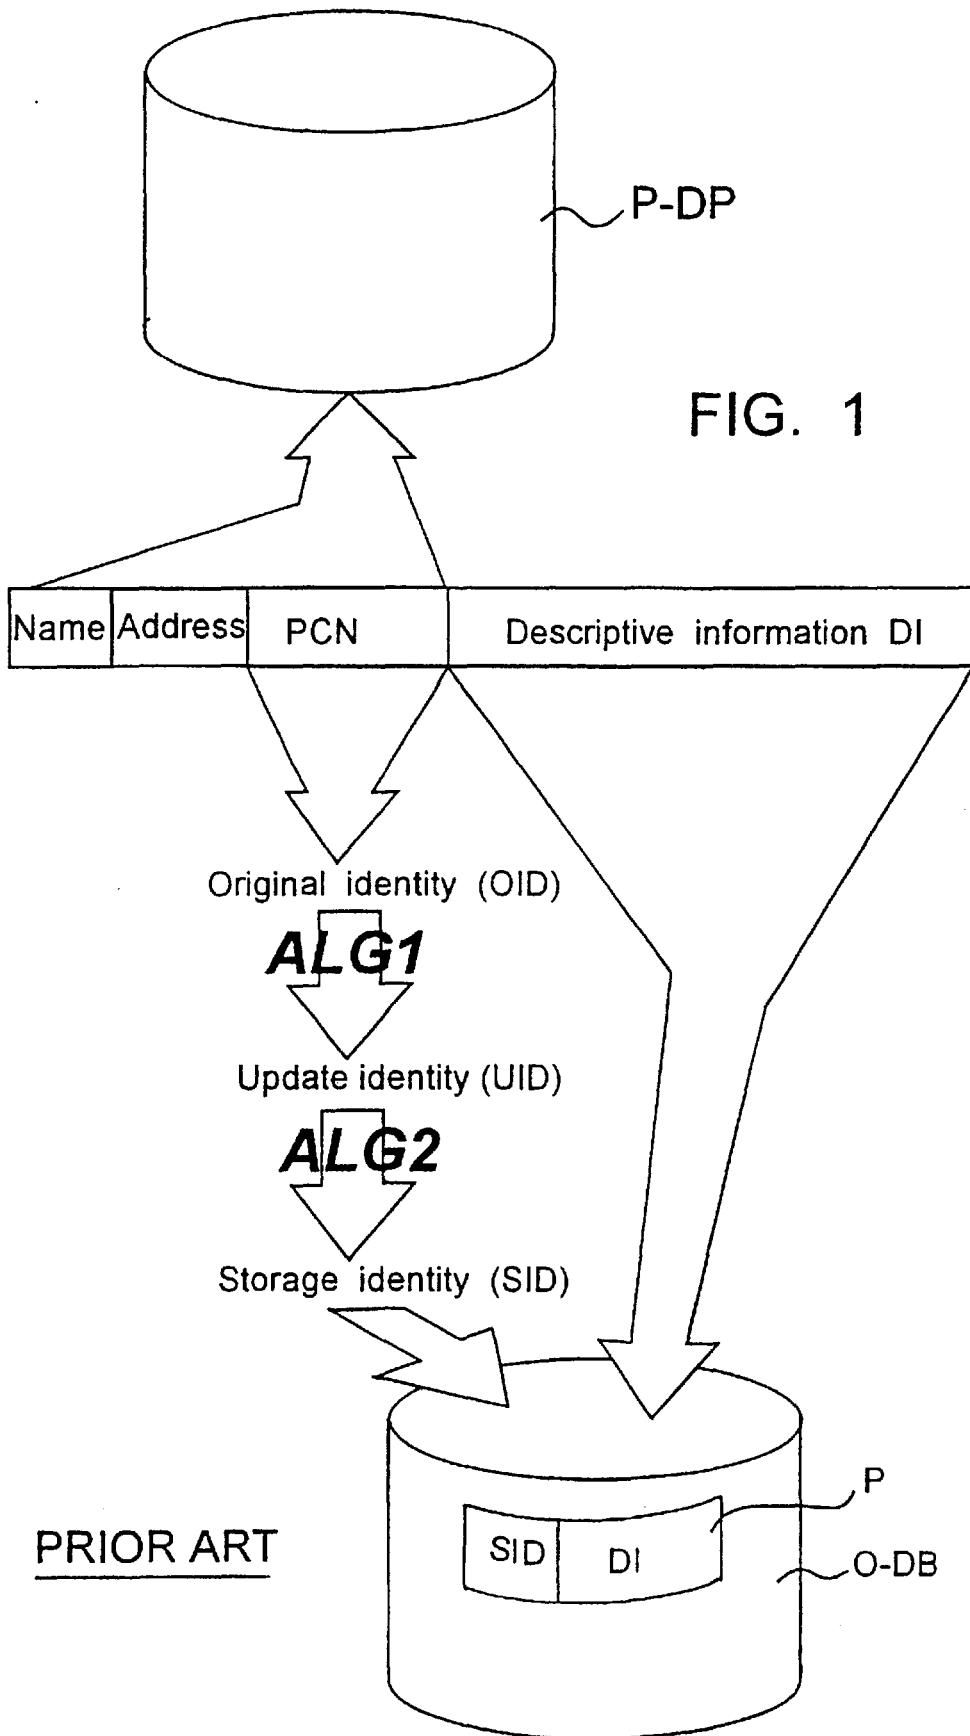 P-DP
FIG. 1
Name Address PCN Descriptive information DI
Original identity (OID)
ALG1
Update identity (UID)
ALG2
Storage identity (SID)
P
SID DI
O-DB
PRIOR ART